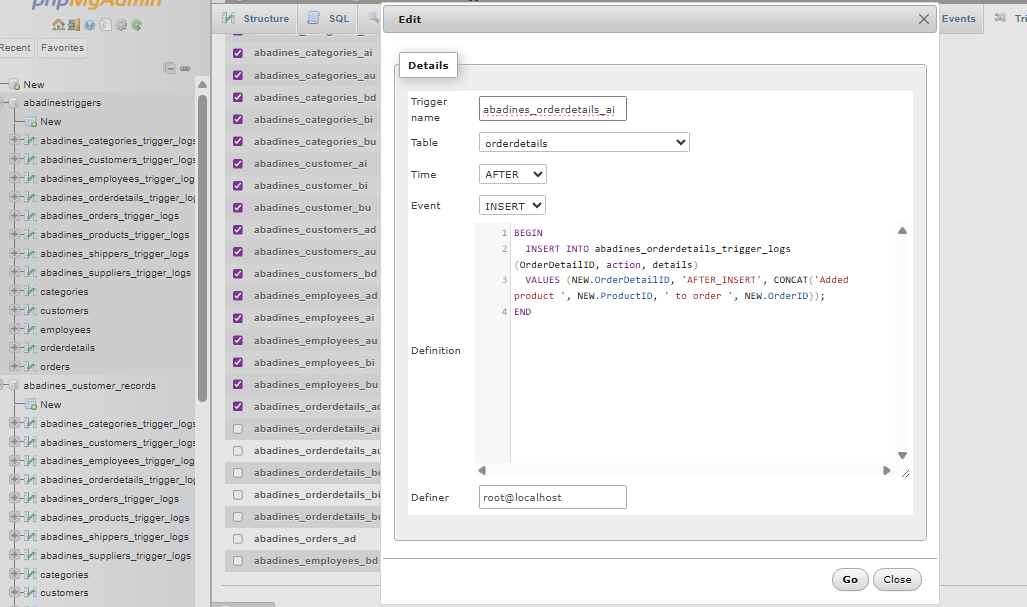 phpMyAdmin
Recent
Favorites
New
abadinestriggers
New
abadines_categories_trigger_logs
abadines_customers_trigger_logs
abadines_employees_trigger_log
abadines_orderdetails_trigger_log
abadines_orders_trigger_logs
abadines_products_trigger_logs
abadines_shippers_trigger_logs
abadines_suppliers_trigger_logs
categories
customers
employees
orderdetails
orders
abadines_customer_records
New
abadines_categories_trigger_logs
abadines_customers_trigger_logs
abadines_employees_trigger_log
abadines_orderdetails_trigger_log
abadines_orders_trigger_logs
abadines_products_trigger_logs
abadines_shippers_trigger_logs
abadines_suppliers_trigger_logs
categories
customers
Structure
SQL
Events
Tri
abadines_categories_ai
abadines_categories_au
abadines_categories_bd
abadines_categories_bi
abadines_categories_bu
abadines_customer_ai
abadines_customer_bi
abadines_customer_bu
abadines_customers_ad
abadines_customers_au
abadines_customers_bd
abadines_employees_ad
abadines_employees_ai
abadines_employees_au
abadines_employees_bi
abadines_employees_bu
abadines_orderdetails_ad
abadines_orderdetails_ai
abadines_orderdetails_au
abadines_orderdetails_bd
abadines_orderdetails_bi
abadines_orderdetails_bu
abadines_orders_ad
abadines_employees_bd
Edit
Details
Trigger name
abadines_orderdetails_ai
Table
orderdetails
Time
AFTER
Event
INSERT
Definition
1 BEGIN
2 INSERT INTO abadines_orderdetails_trigger_logs
(OrderDetailID, action, details)
3 VALUES (NEW.OrderDetailID, 'AFTER_INSERT', CONCAT('Added
product ', NEW.ProductID, ' to order ', NEW.OrderID));
4 END
Definer
root@localhost
Go
Close